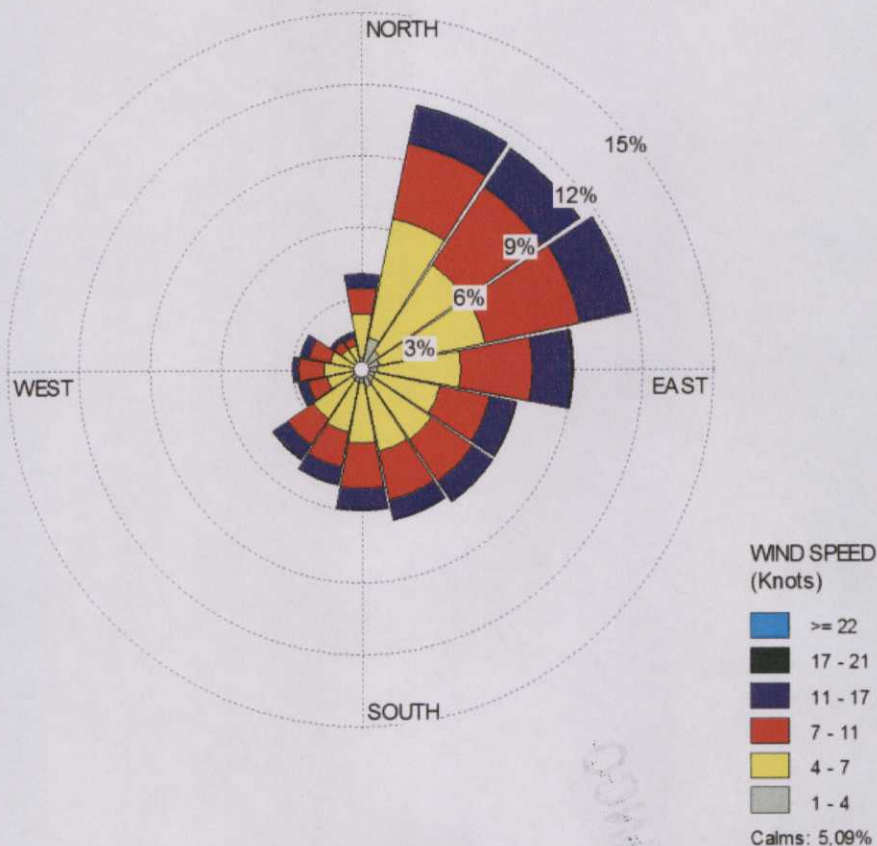 NORTH
15%
12%
9%
6%
3%
WEST
EAST
SOUTH
WIND SPEED
(Knots)
>= 22
17 - 21
11 - 17
7 - 11
4 - 7
1 - 4
Calms: 5.09%